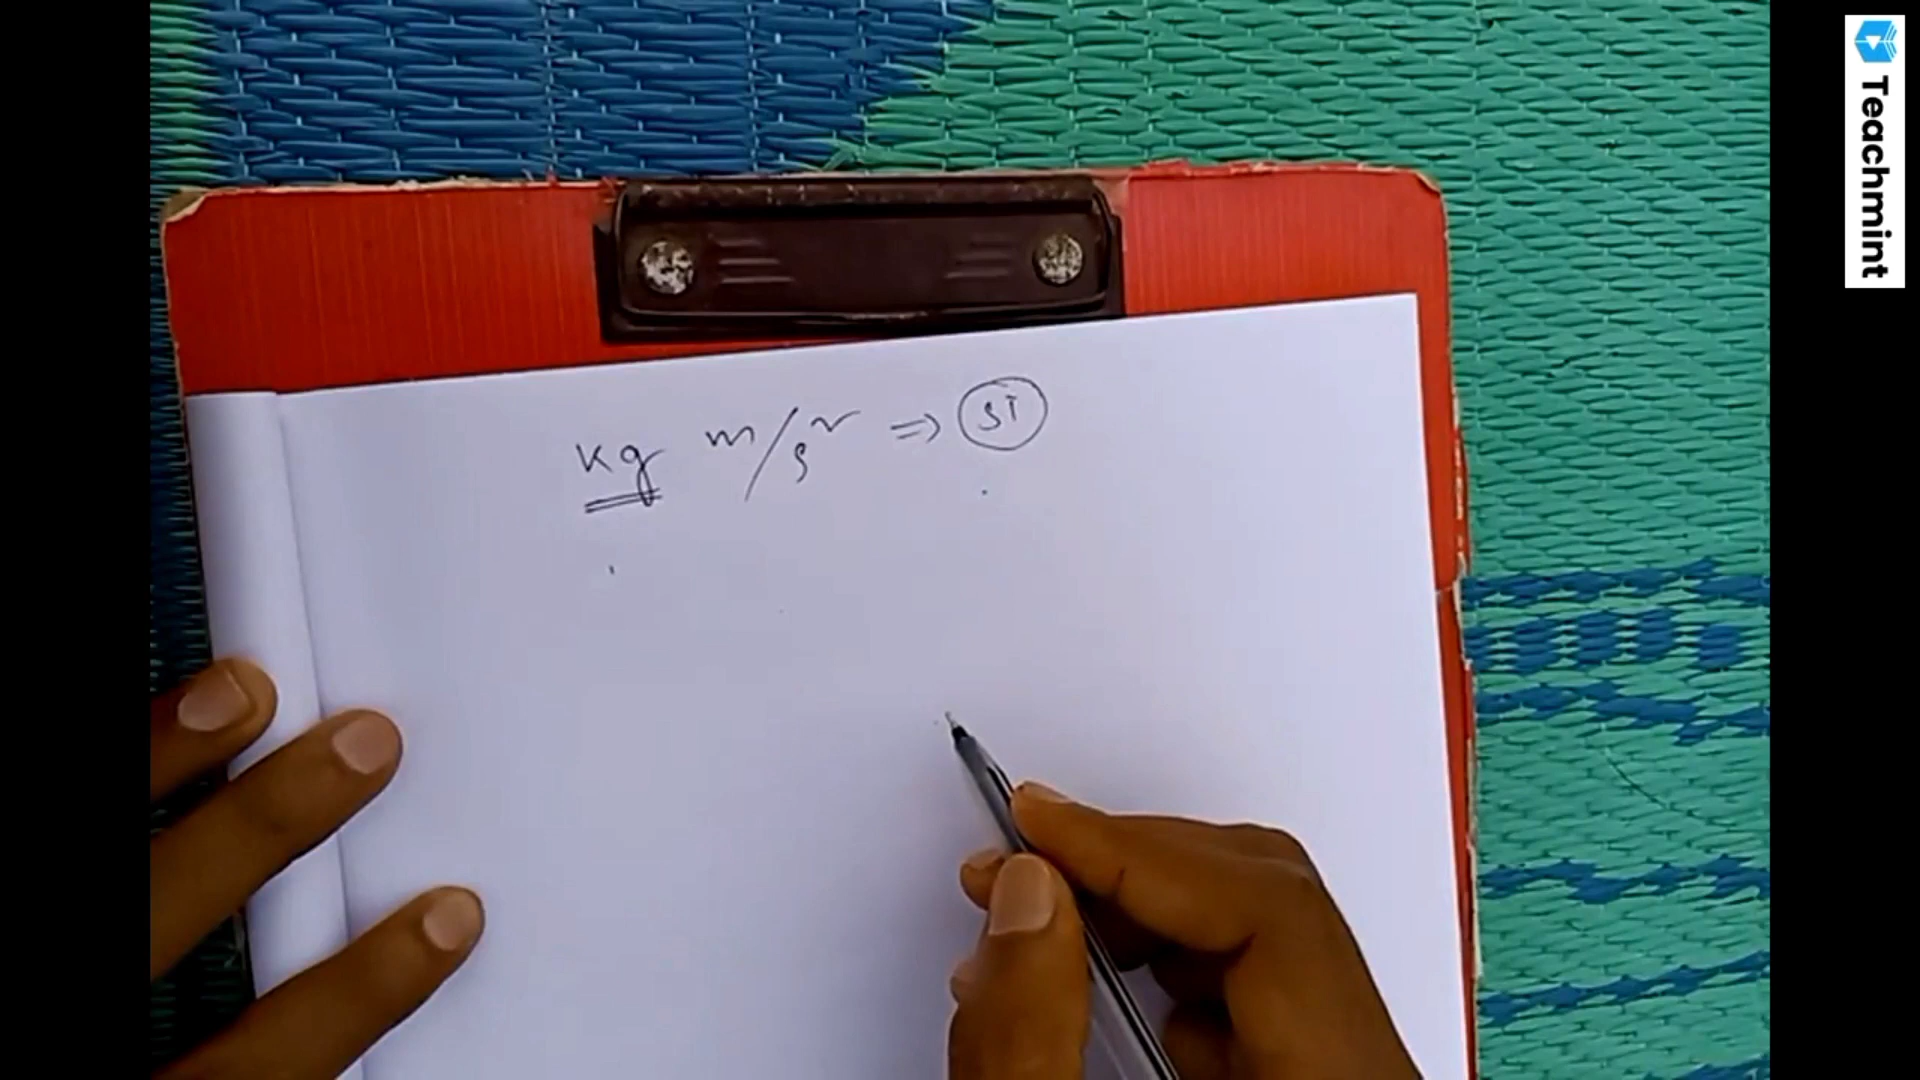 kg m/s² => SI
Teachmint